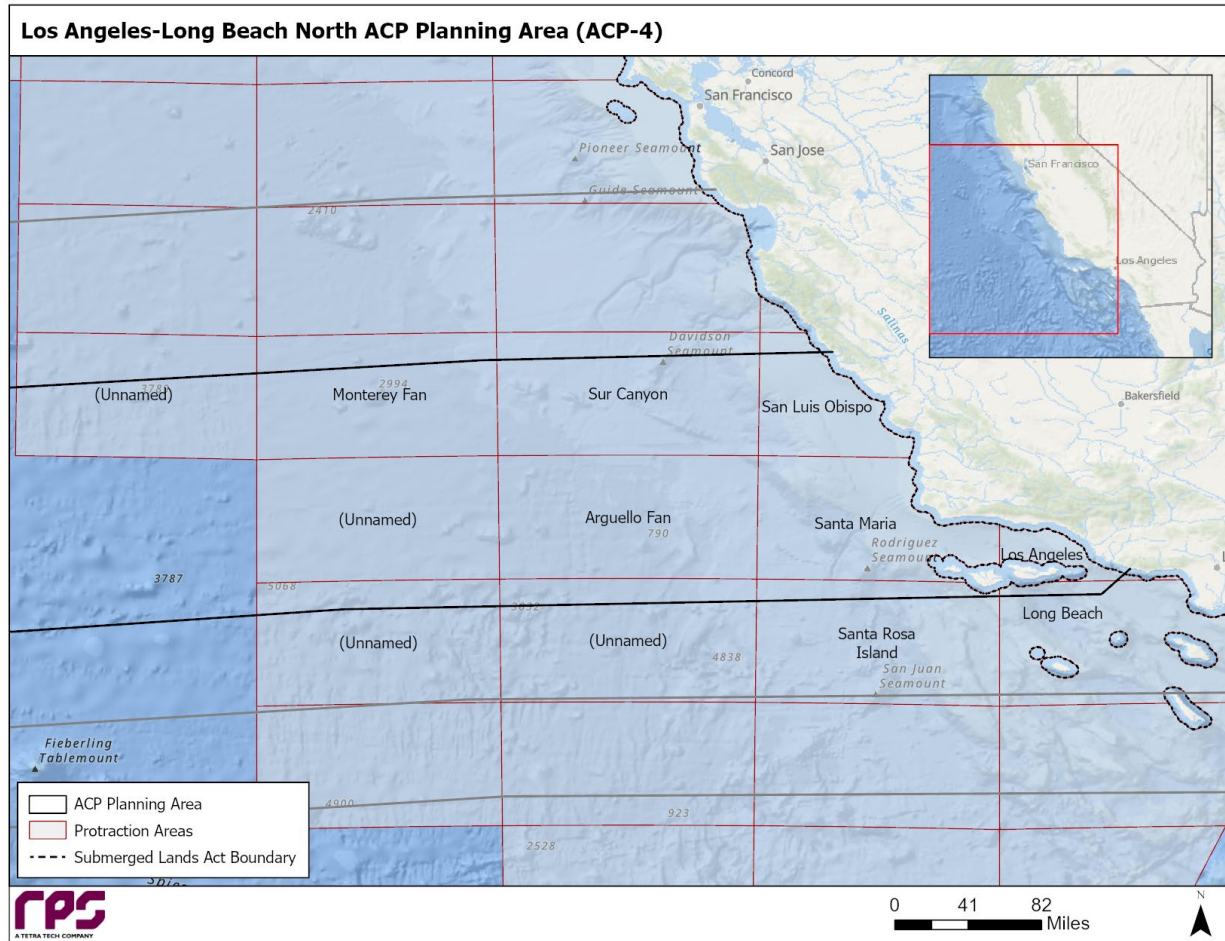 Los Angeles-Long Beach North ACP Planning Area (ACP-4)
Concord
San Francisco
Pioneer Seamount
San Jose
Guide Seamount
2410
San Francisco
Los Angeles
Salinas
Davidson
Seamount
3789
(Unnamed)
2994
Monterey Fan
Sur Canyon
San Luis Obispo
Bakersfield
(Unnamed)
Arguello Fan
790
Santa Maria
Rodriguez
Seamount
Los Angeles
L
3787
5068
3832
Long Beach
(Unnamed)
(Unnamed)
4838
Santa Rosa
Island
San Juan
Seamount
Fieberling
Tablemount
4900
923
2528
ACP Planning Area
Protraction Areas
Submerged Lands Act Boundary
rps
A TETRA TECH COMPANY
0 41 82
Miles
N